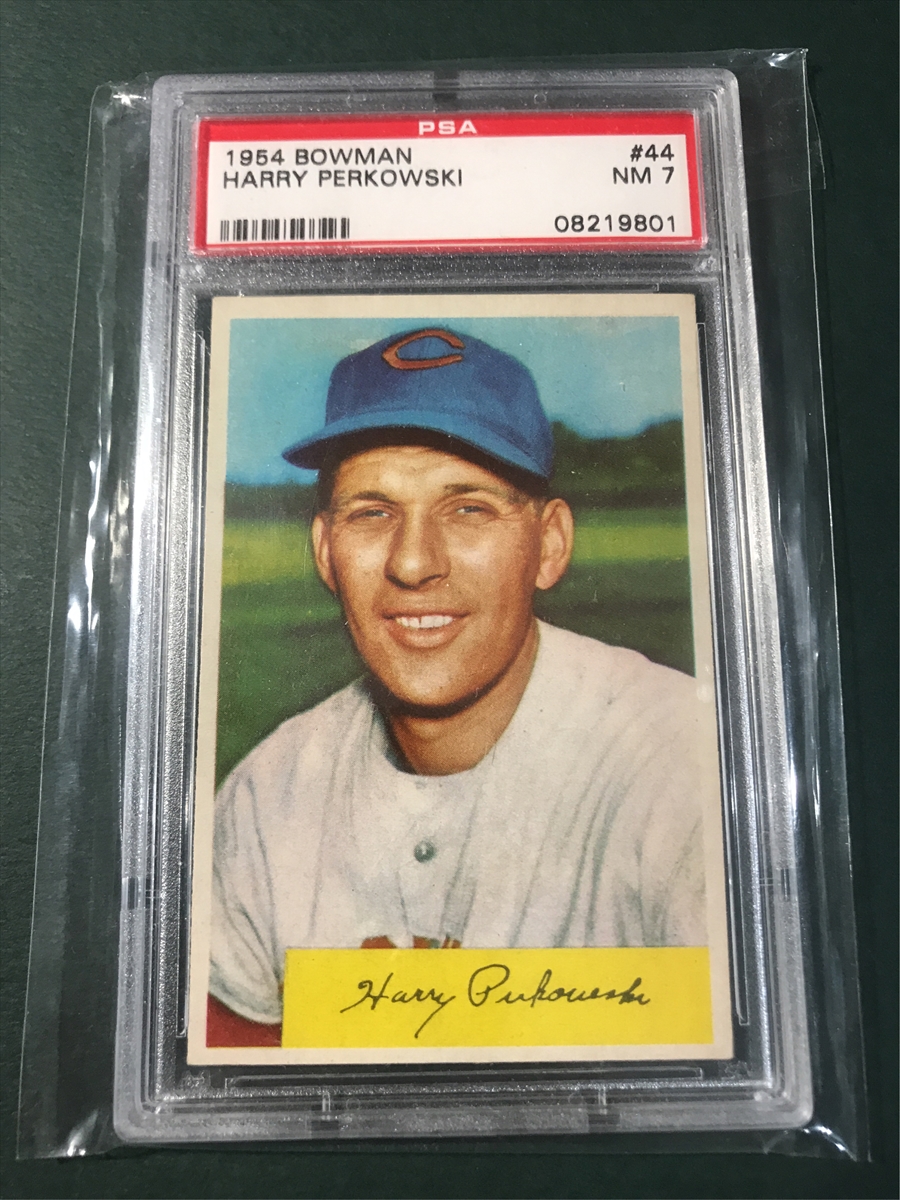 PSA
1954 BOWMAN #44
HARRY PERKOWSKI NM 7
08219801
C
Harry Perkowski